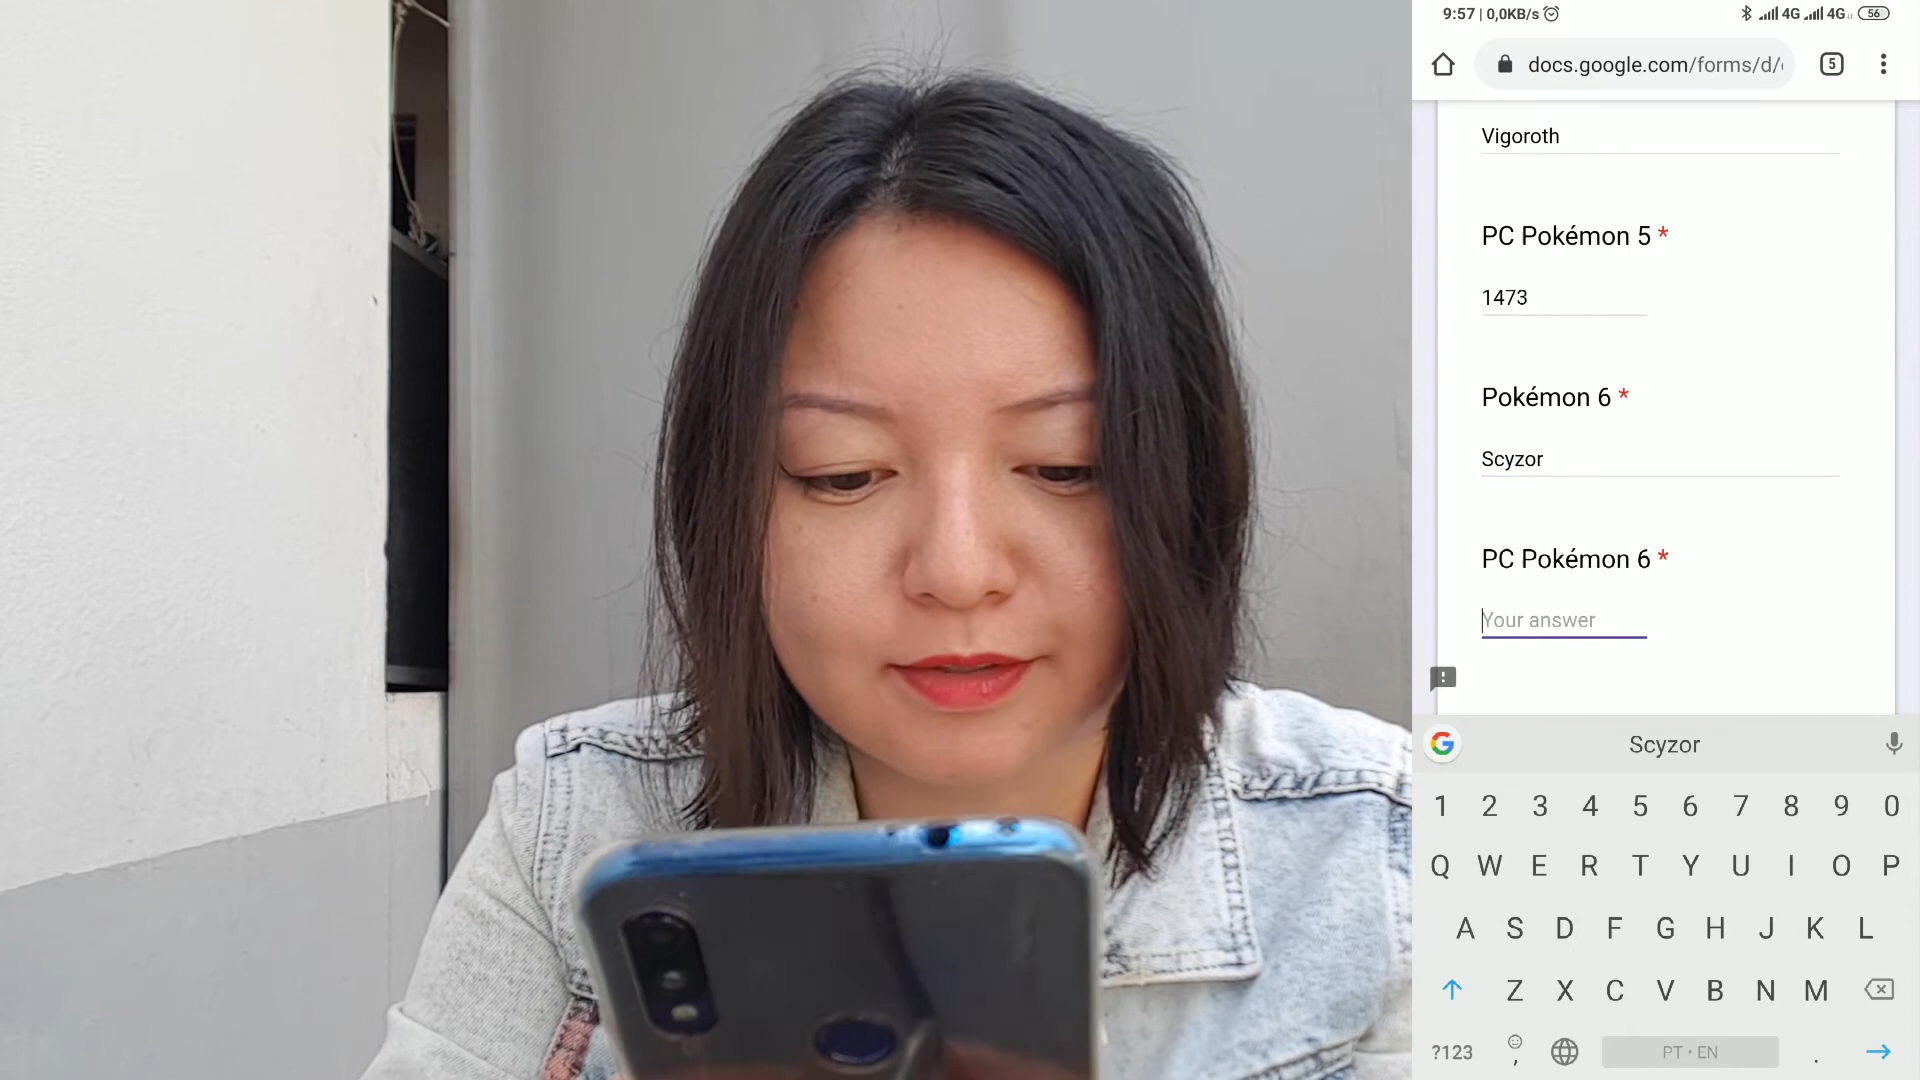 9:57 | 0,0KB/s 4G 4G 56
docs.google.com/forms/d/
5
Vigoroth
PC Pokémon 5 *
1473
Pokémon 6 *
Scyzor
PC Pokémon 6 *
Your answer
G Scyzor
1 2 3 4 5 6 7 8 9 0
Q W E R T Y U I O P
A S D F G H J K L
Z X C V B N M
?123 , PT • EN .